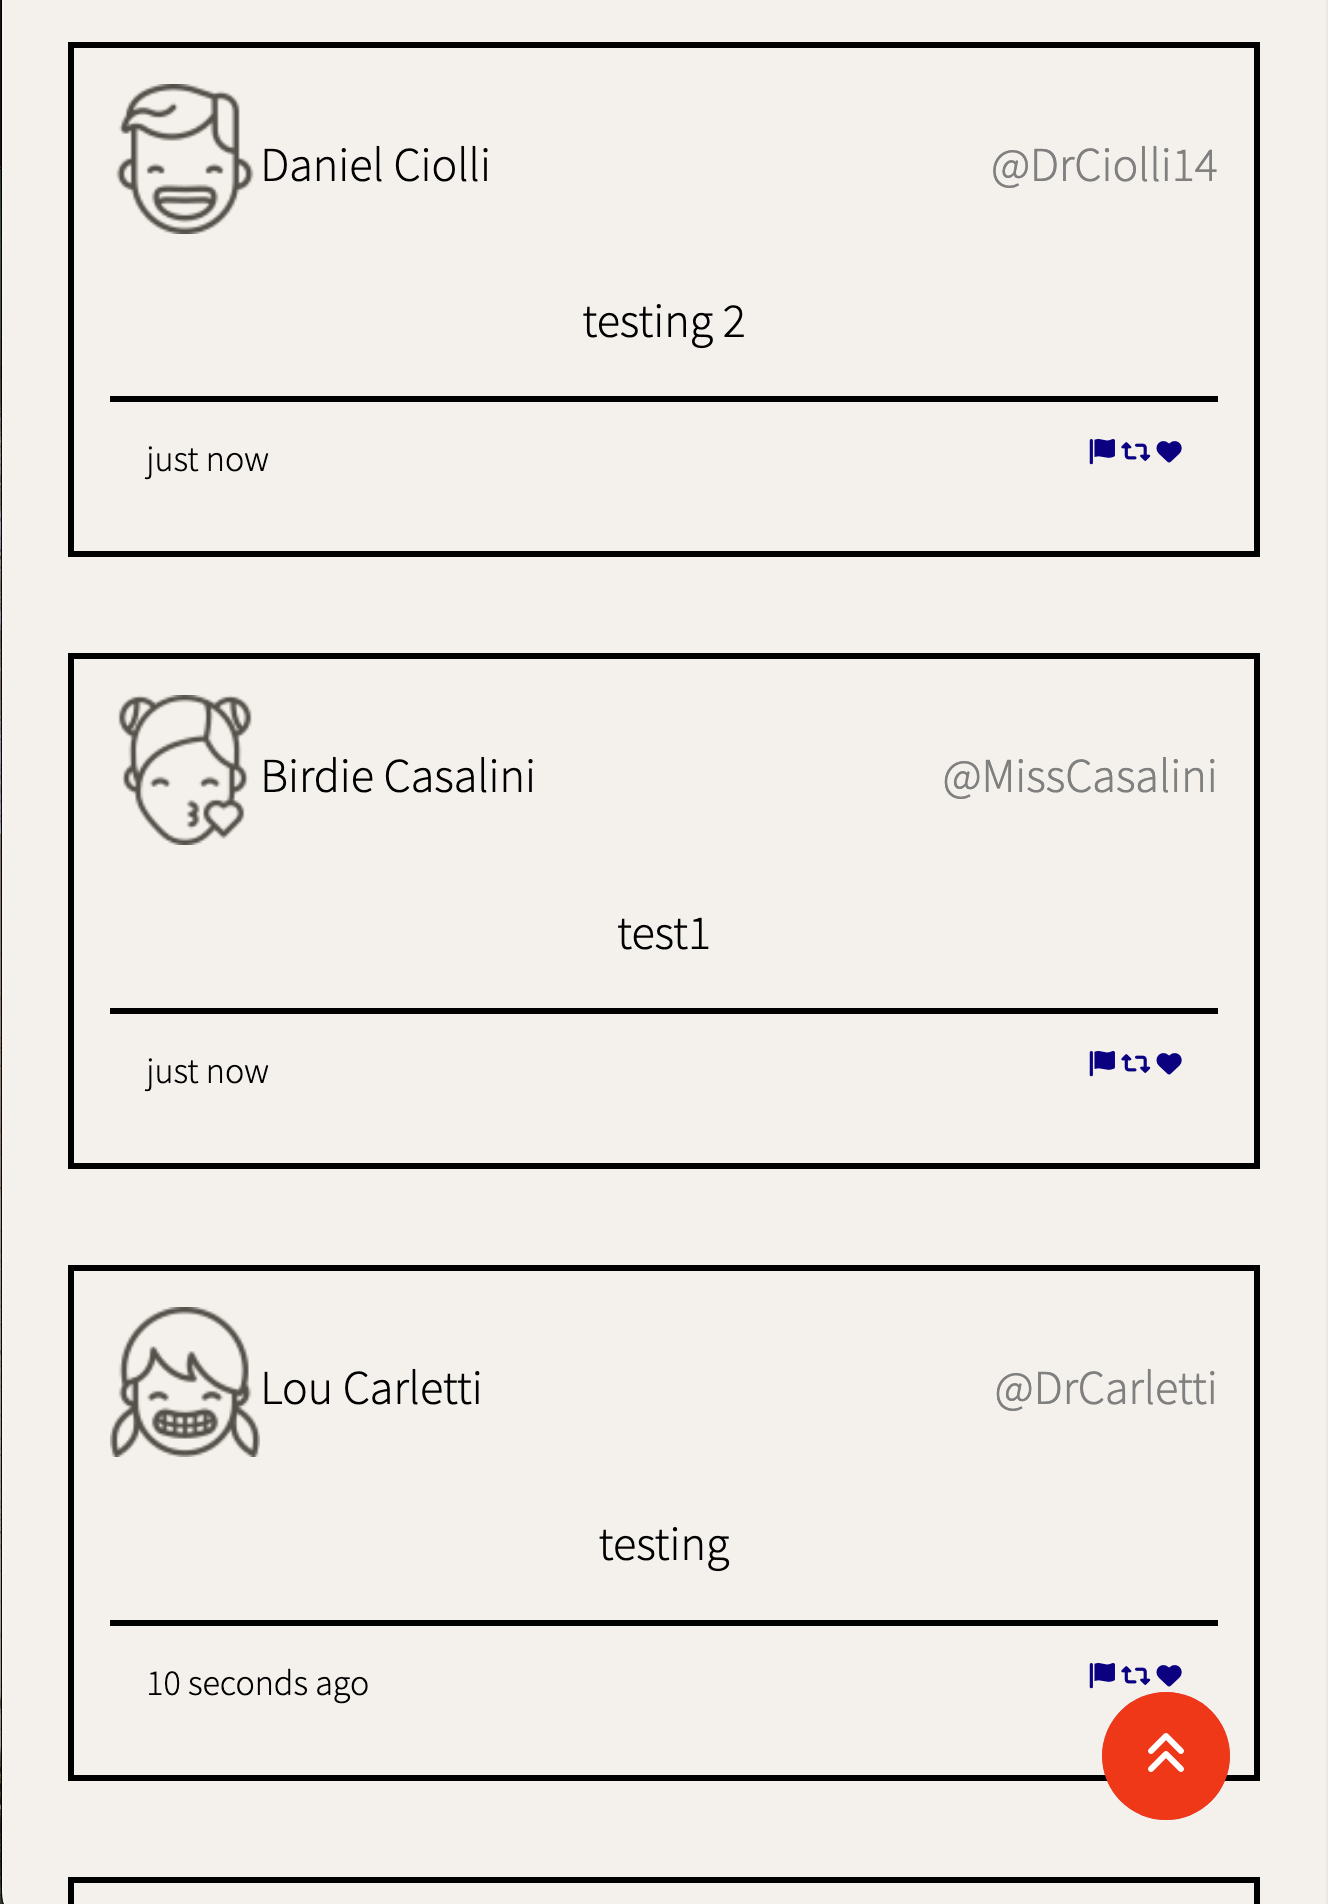 Daniel Ciolli
@DrCiolli14
testing 2
just now
Birdie Casalini
@MissCasalini
test1
just now
Lou Carletti
@DrCarletti
testing
10 seconds ago